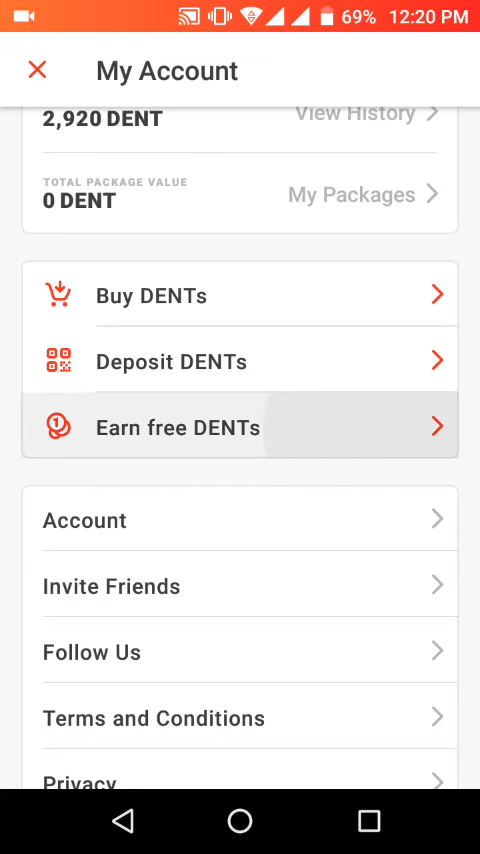 69% 12:20 PM
My Account
2,920 DENT View History
TOTAL PACKAGE VALUE
0 DENT My Packages
Buy DENTs
Deposit DENTs
1 Earn free DENTs
Account
Invite Friends
Follow Us
Terms and Conditions
Privacy